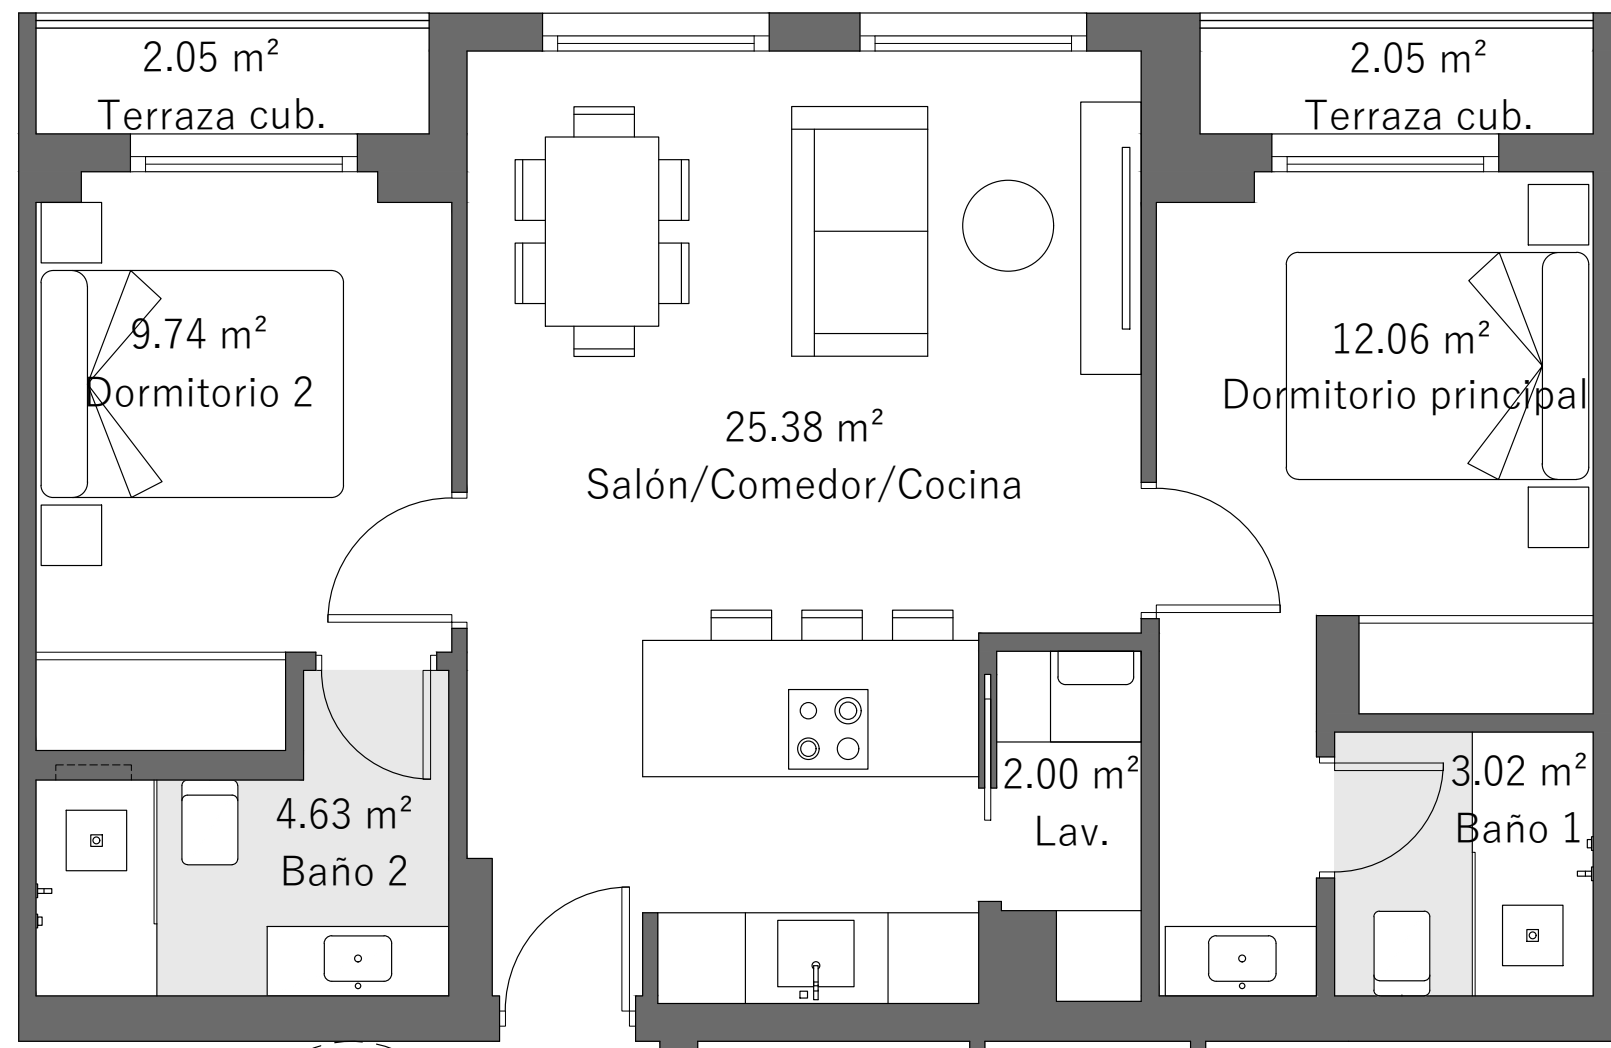 2.05 m²
Terraza cub.
2.05 m²
Terraza cub.
9.74 m²
Dormitorio 2
12.06 m²
Dormitorio principal
25.38 m²
Salón/Comedor/Cocina
4.63 m²
Baño 2
2.00 m²
Lav.
3.02 m²
Baño 1